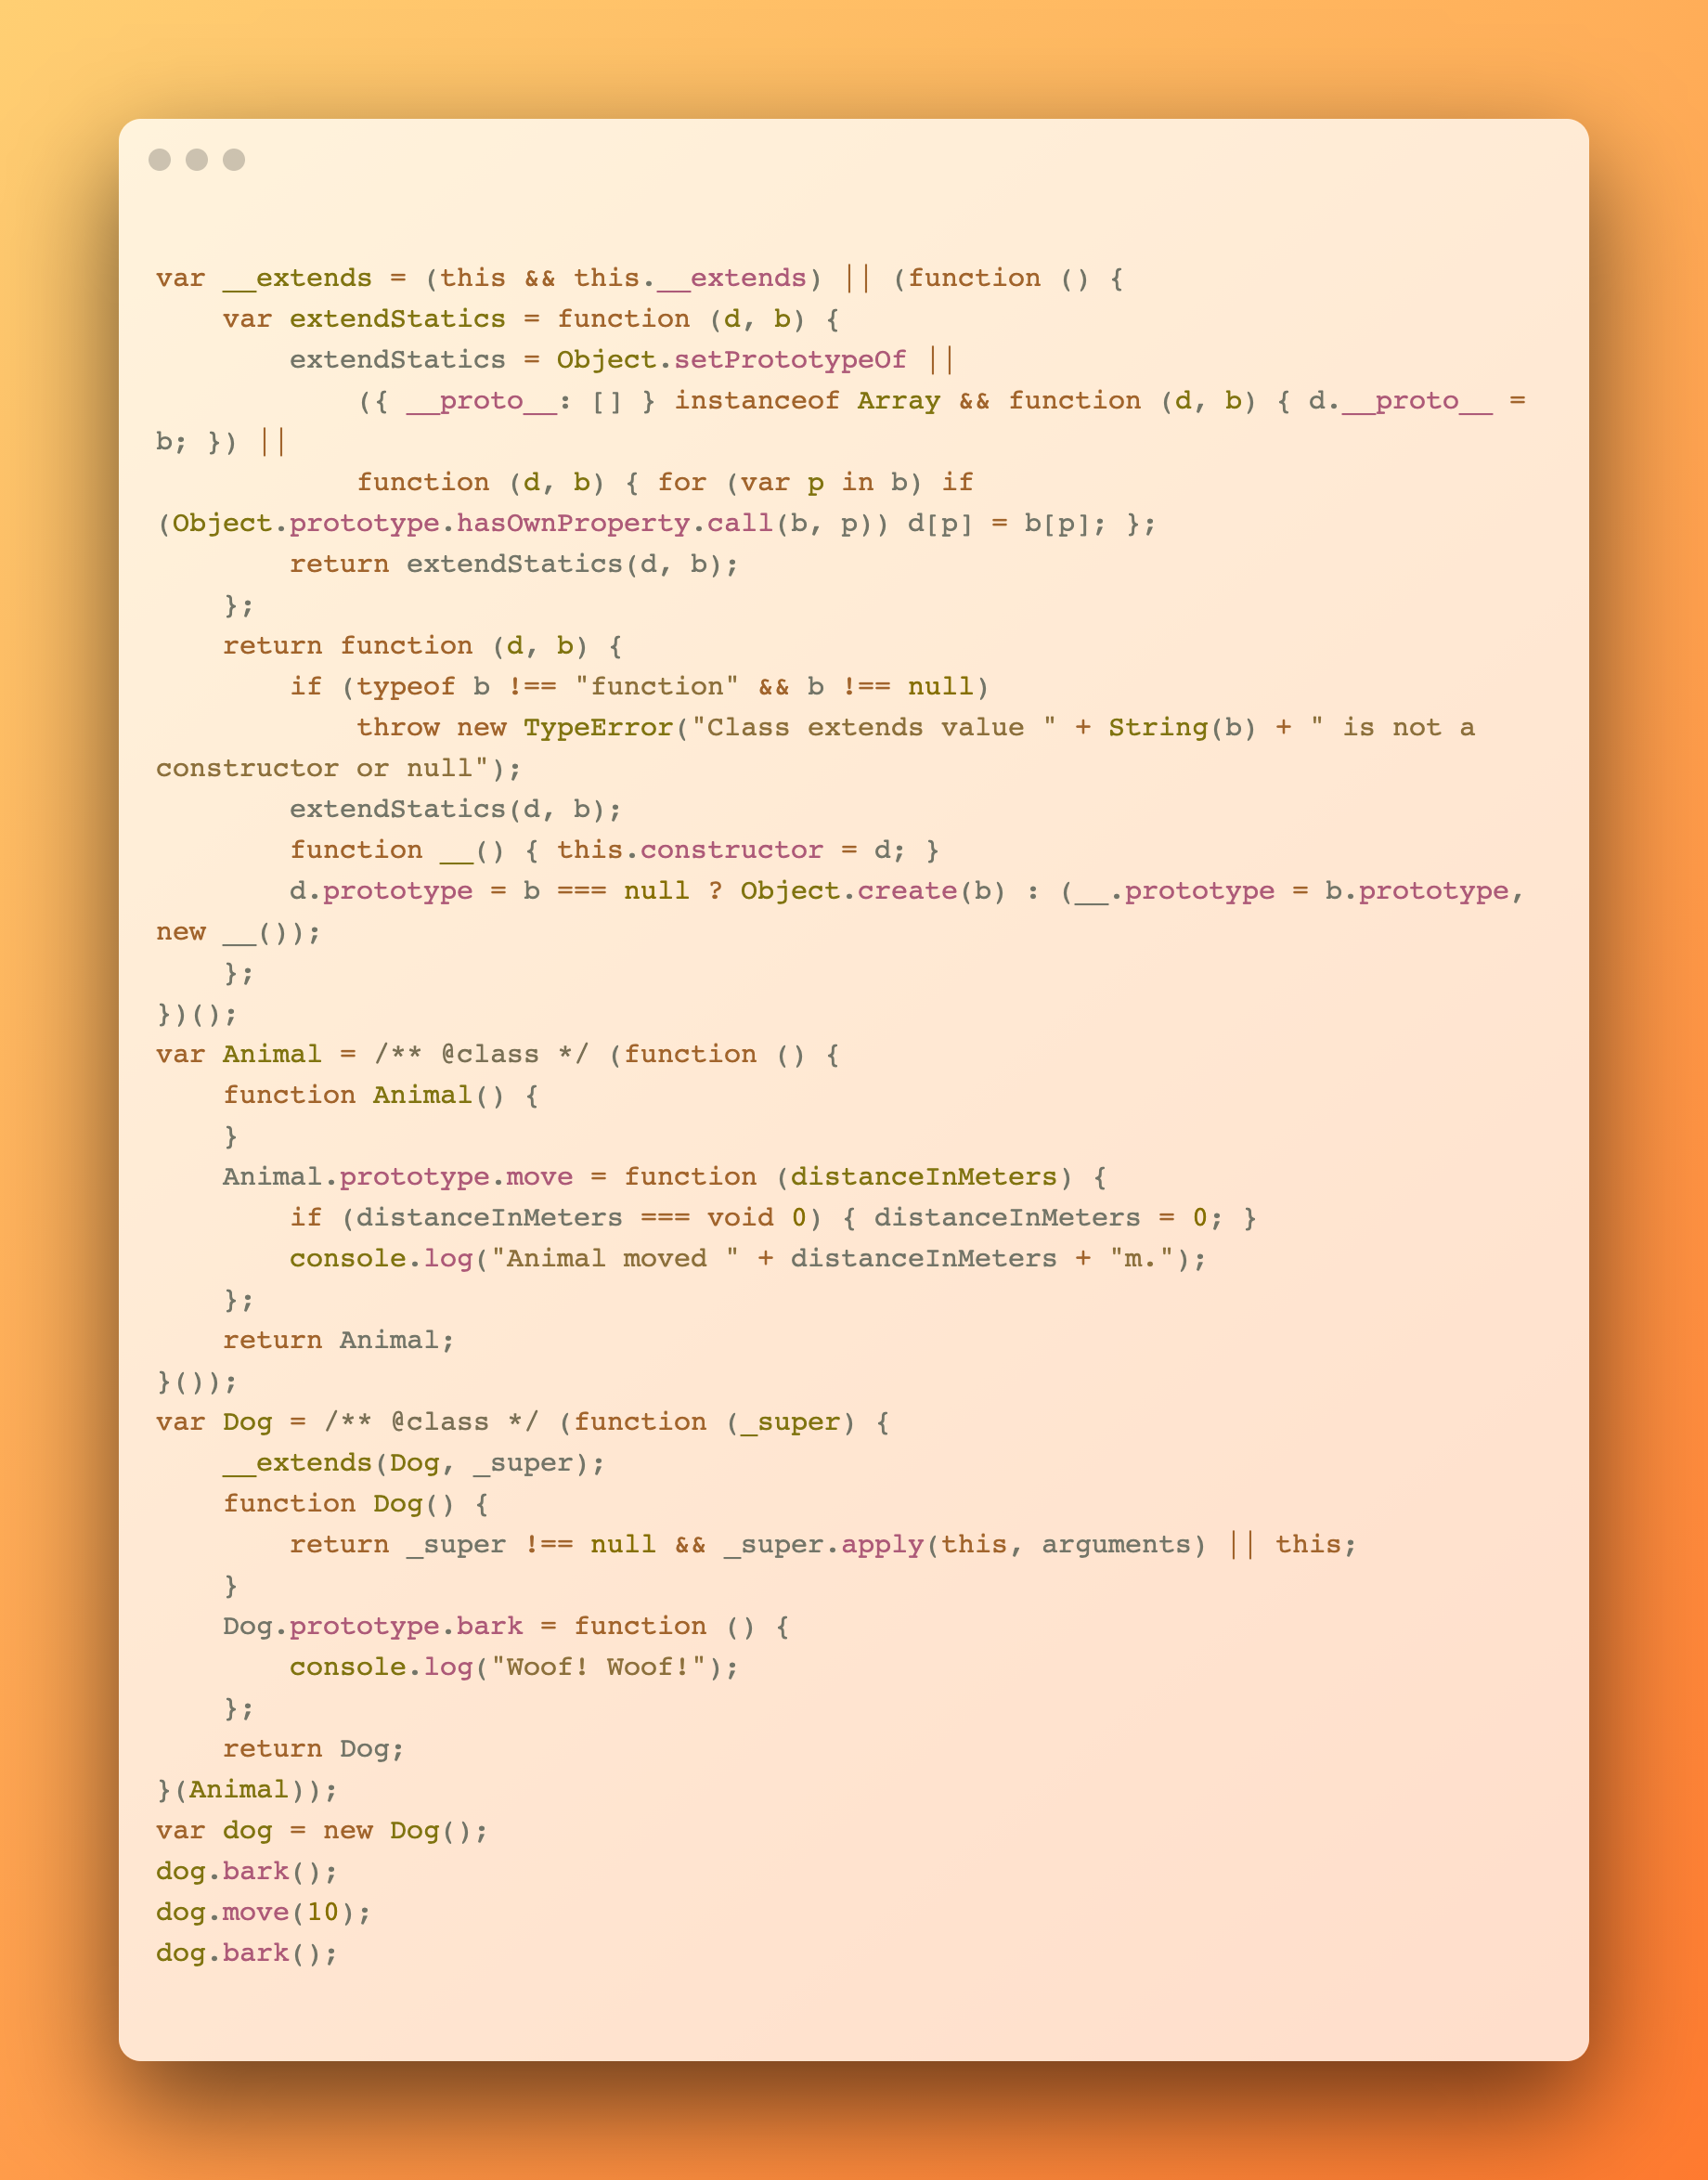 var __extends = (this && this.__extends) || (function () {
    var extendStatics = function (d, b) {
        extendStatics = Object.setPrototypeOf ||
            ({ __proto__: [] } instanceof Array && function (d, b) { d.__proto__ =
b; }) ||
            function (d, b) { for (var p in b) if
(Object.prototype.hasOwnProperty.call(b, p)) d[p] = b[p]; };
        return extendStatics(d, b);
    };
    return function (d, b) {
        if (typeof b !== "function" && b !== null)
            throw new TypeError("Class extends value " + String(b) + " is not a
constructor or null");
        extendStatics(d, b);
        function __() { this.constructor = d; }
        d.prototype = b === null ? Object.create(b) : (__.prototype = b.prototype,
new __());
    };
})();
var Animal = /** @class */ (function () {
    function Animal() {
    }
    Animal.prototype.move = function (distanceInMeters) {
        if (distanceInMeters === void 0) { distanceInMeters = 0; }
        console.log("Animal moved " + distanceInMeters + "m.");
    };
    return Animal;
}());
var Dog = /** @class */ (function (_super) {
    __extends(Dog, _super);
    function Dog() {
        return _super !== null && _super.apply(this, arguments) || this;
    }
    Dog.prototype.bark = function () {
        console.log("Woof! Woof!");
    };
    return Dog;
}(Animal));
var dog = new Dog();
dog.bark();
dog.move(10);
dog.bark();